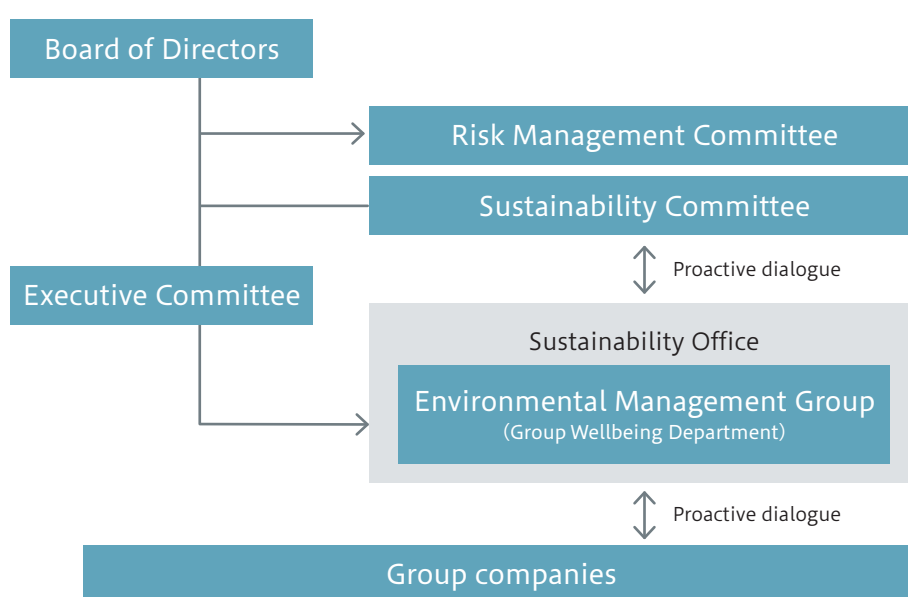 Board of Directors
Risk Management Committee
Sustainability Committee
Proactive dialogue
Executive Committee
Sustainability Office
Environmental Management Group
(Group Wellbeing Department)
Proactive dialogue
Group companies